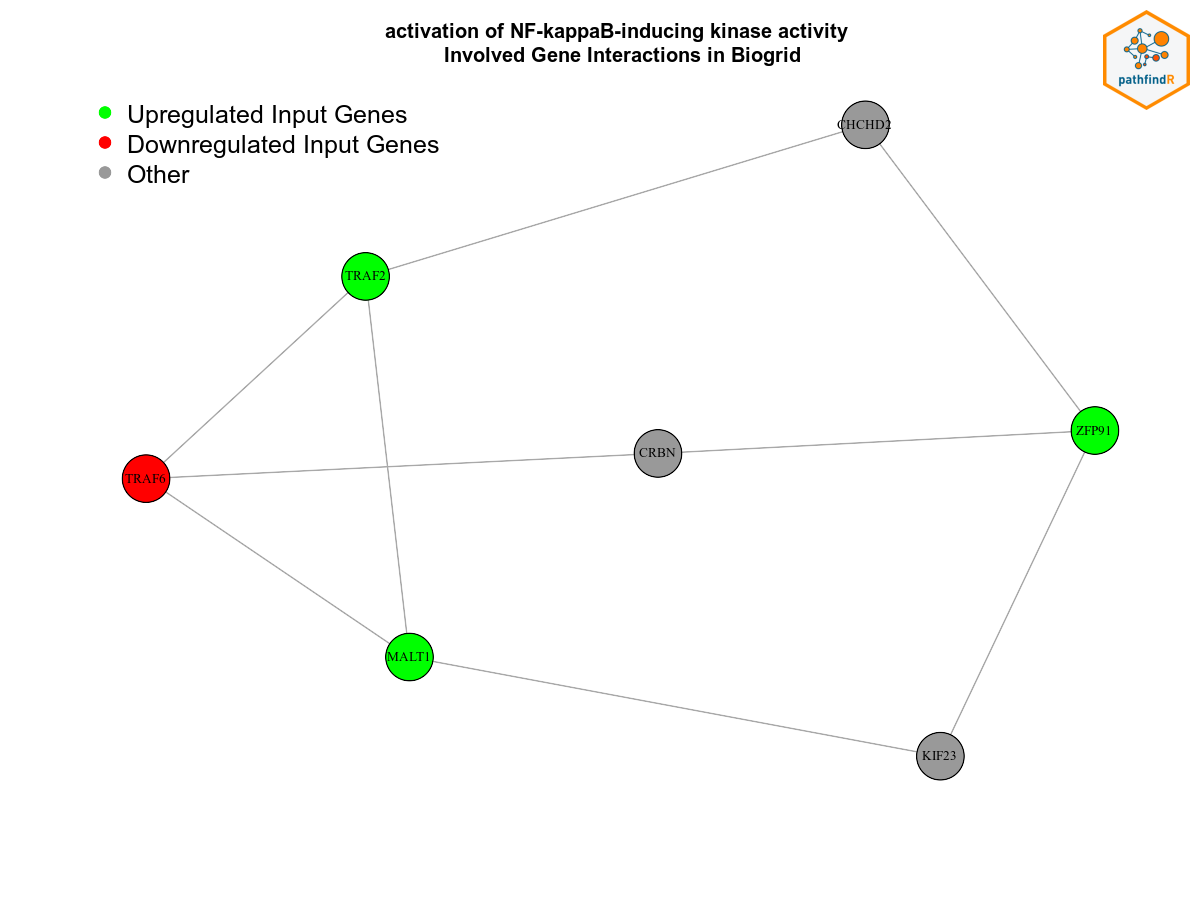 activation of NF-kappaB-inducing kinase activity
Involved Gene Interactions in Biogrid
pathfindR
Upregulated Input Genes
Downregulated Input Genes
Other
CHCHD2
TRAF2
ZFP91
CRBN
TRAF6
MALT1
KIF23